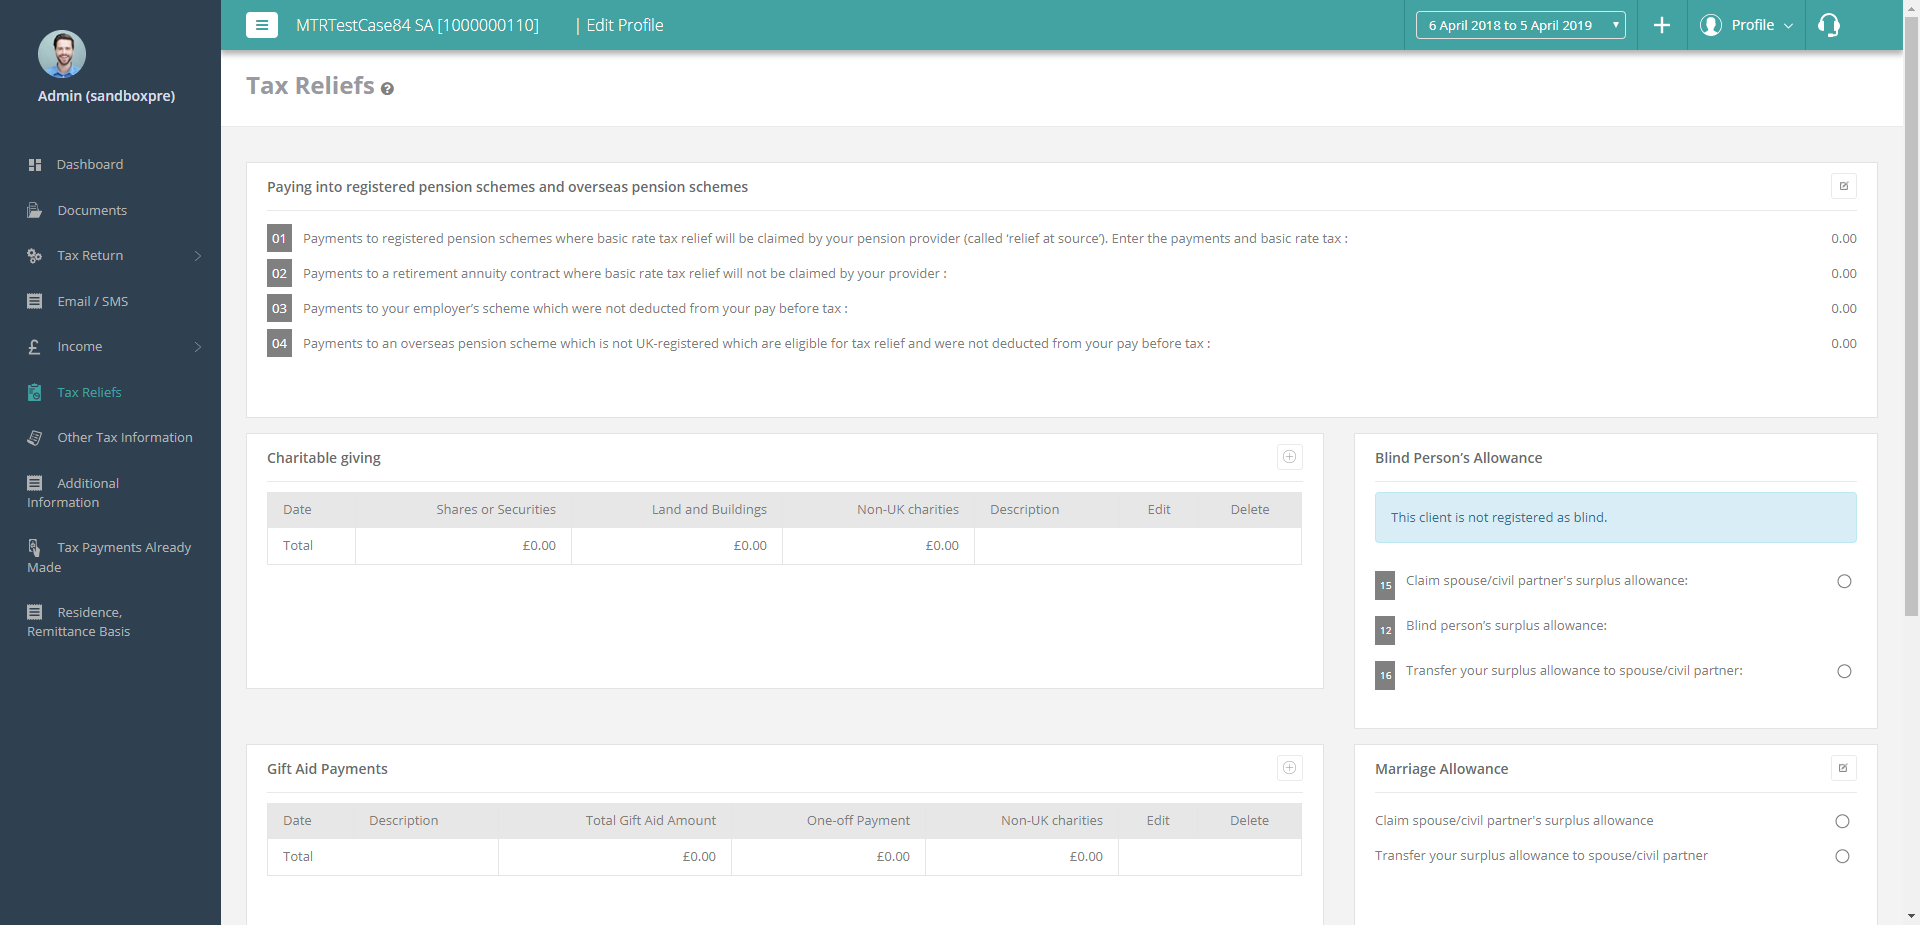 MTRTestCase84 SA [1000000110] | Edit Profile
6 April 2018 to 5 April 2019
Profile
Admin (sandboxpre)
Dashboard
Documents
Tax Return
Email / SMS
Income
Tax Reliefs
Other Tax Information
Additional
Information
Tax Payments Already
Made
Residence,
Remittance Basis
Tax Reliefs ?
Paying into registered pension schemes and overseas pension schemes
01 Payments to registered pension schemes where basic rate tax relief will be claimed by your pension provider (called ‘relief at source’). Enter the payments and basic rate tax : 0.00
02 Payments to a retirement annuity contract where basic rate tax relief will not be claimed by your provider : 0.00
03 Payments to your employer’s scheme which were not deducted from your pay before tax : 0.00
04 Payments to an overseas pension scheme which is not UK-registered which are eligible for tax relief and were not deducted from your pay before tax : 0.00
Charitable giving
Date Shares or Securities Land and Buildings Non-UK charities Description Edit Delete
Total £0.00 £0.00 £0.00
Blind Person’s Allowance
This client is not registered as blind.
15 Claim spouse/civil partner's surplus allowance:
12 Blind person’s surplus allowance:
16 Transfer your surplus allowance to spouse/civil partner:
Gift Aid Payments
Date Description Total Gift Aid Amount One-off Payment Non-UK charities Edit Delete
Total £0.00 £0.00 £0.00
Marriage Allowance
Claim spouse/civil partner's surplus allowance
Transfer your surplus allowance to spouse/civil partner